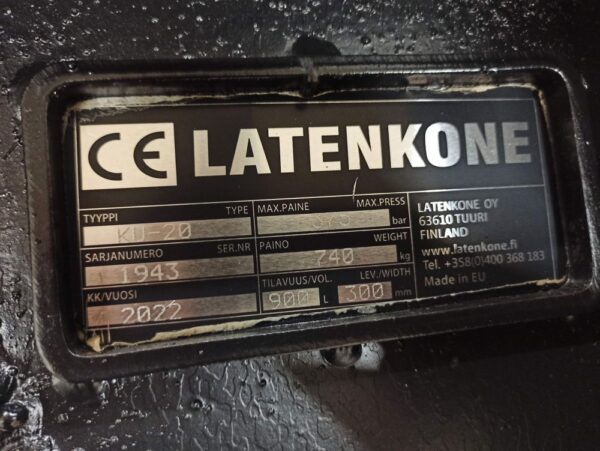 CE LATENKONE
TYYPPI TYPE
KU-20
SARJANUMERO SER.NR
1943
KK/VUOSI
2022
MAX.PAINE MAX.PRESS
bar
PAINO WEIGHT
740 kg
TILAVUUS/VOL. LEV./WIDTH
900 L 300 mm
LATENKONE OY
63610 TUURI
FINLAND
www.latenkone.fi
Tel. +358(0)400 368 183
Made in EU